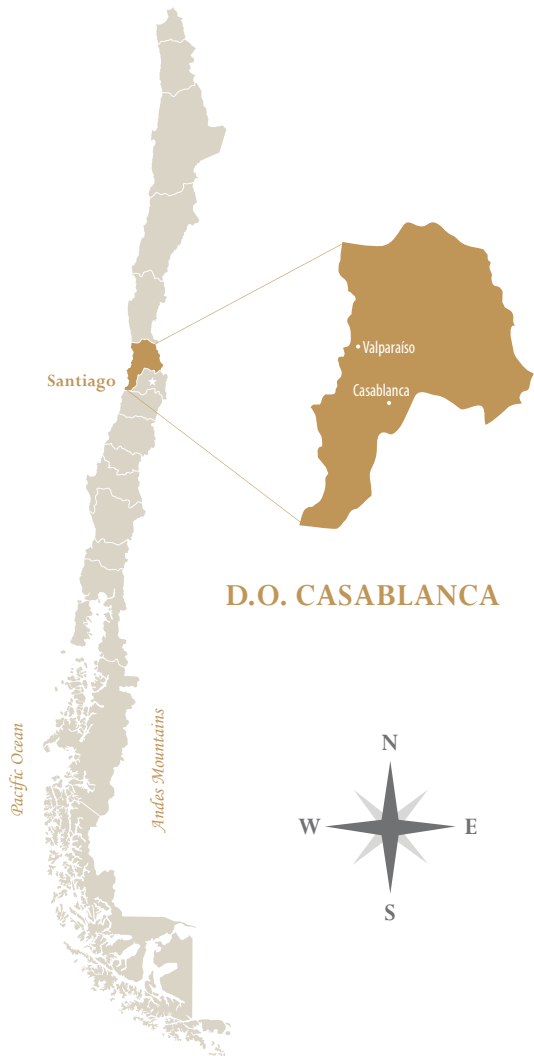 Valparaíso
Santiago
Casablanca
D.O. CASABLANCA
Pacific Ocean
Andes Mountains
N
W
E
S